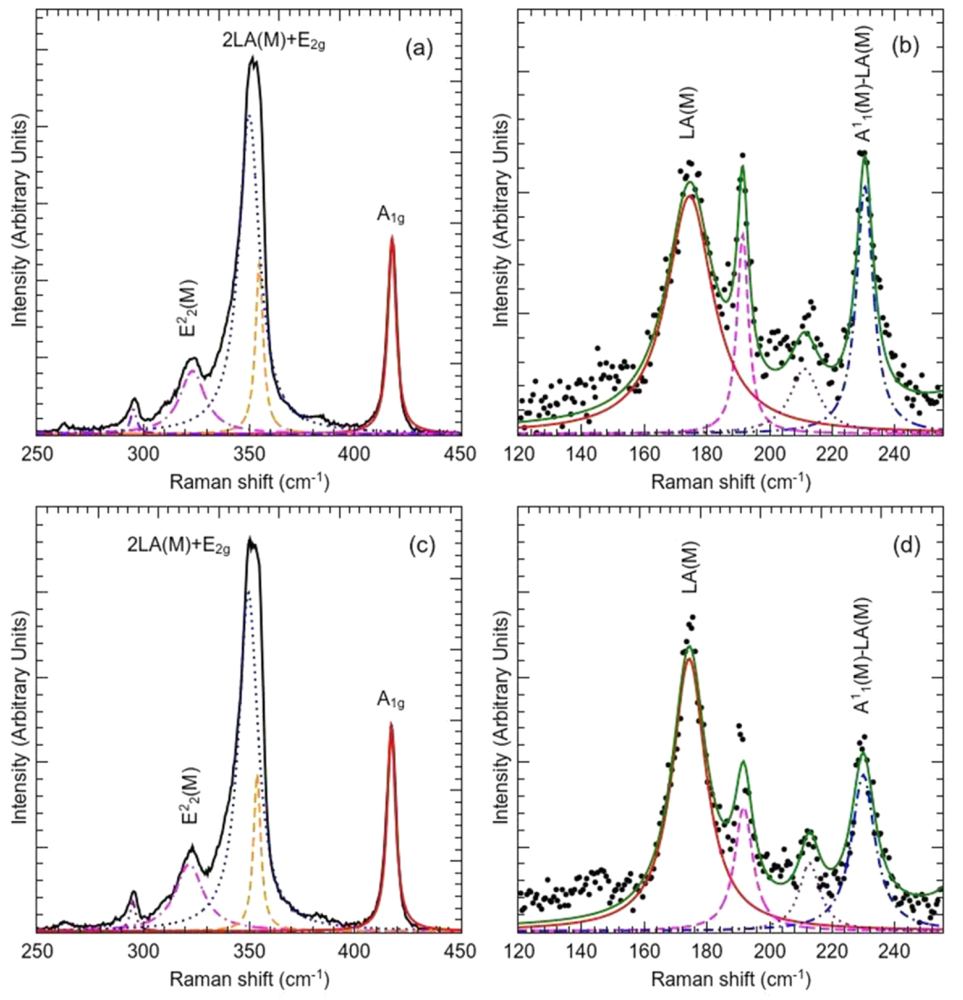 2LA(M)+E₂g
(a)
E²₂(M)
A₁g
Intensity (Arbitrary Units)
250 300 350 400 450
Raman shift (cm⁻¹)
(b)
LA(M)
A¹₁(M)-LA(M)
Intensity (Arbitrary Units)
120 140 160 180 200 220 240
Raman shift (cm⁻¹)
2LA(M)+E₂g
(c)
E²₂(M)
A₁g
Intensity (Arbitrary Units)
250 300 350 400 450
Raman shift (cm⁻¹)
(d)
LA(M)
A¹₁(M)-LA(M)
Intensity (Arbitrary Units)
120 140 160 180 200 220 240
Raman shift (cm⁻¹)